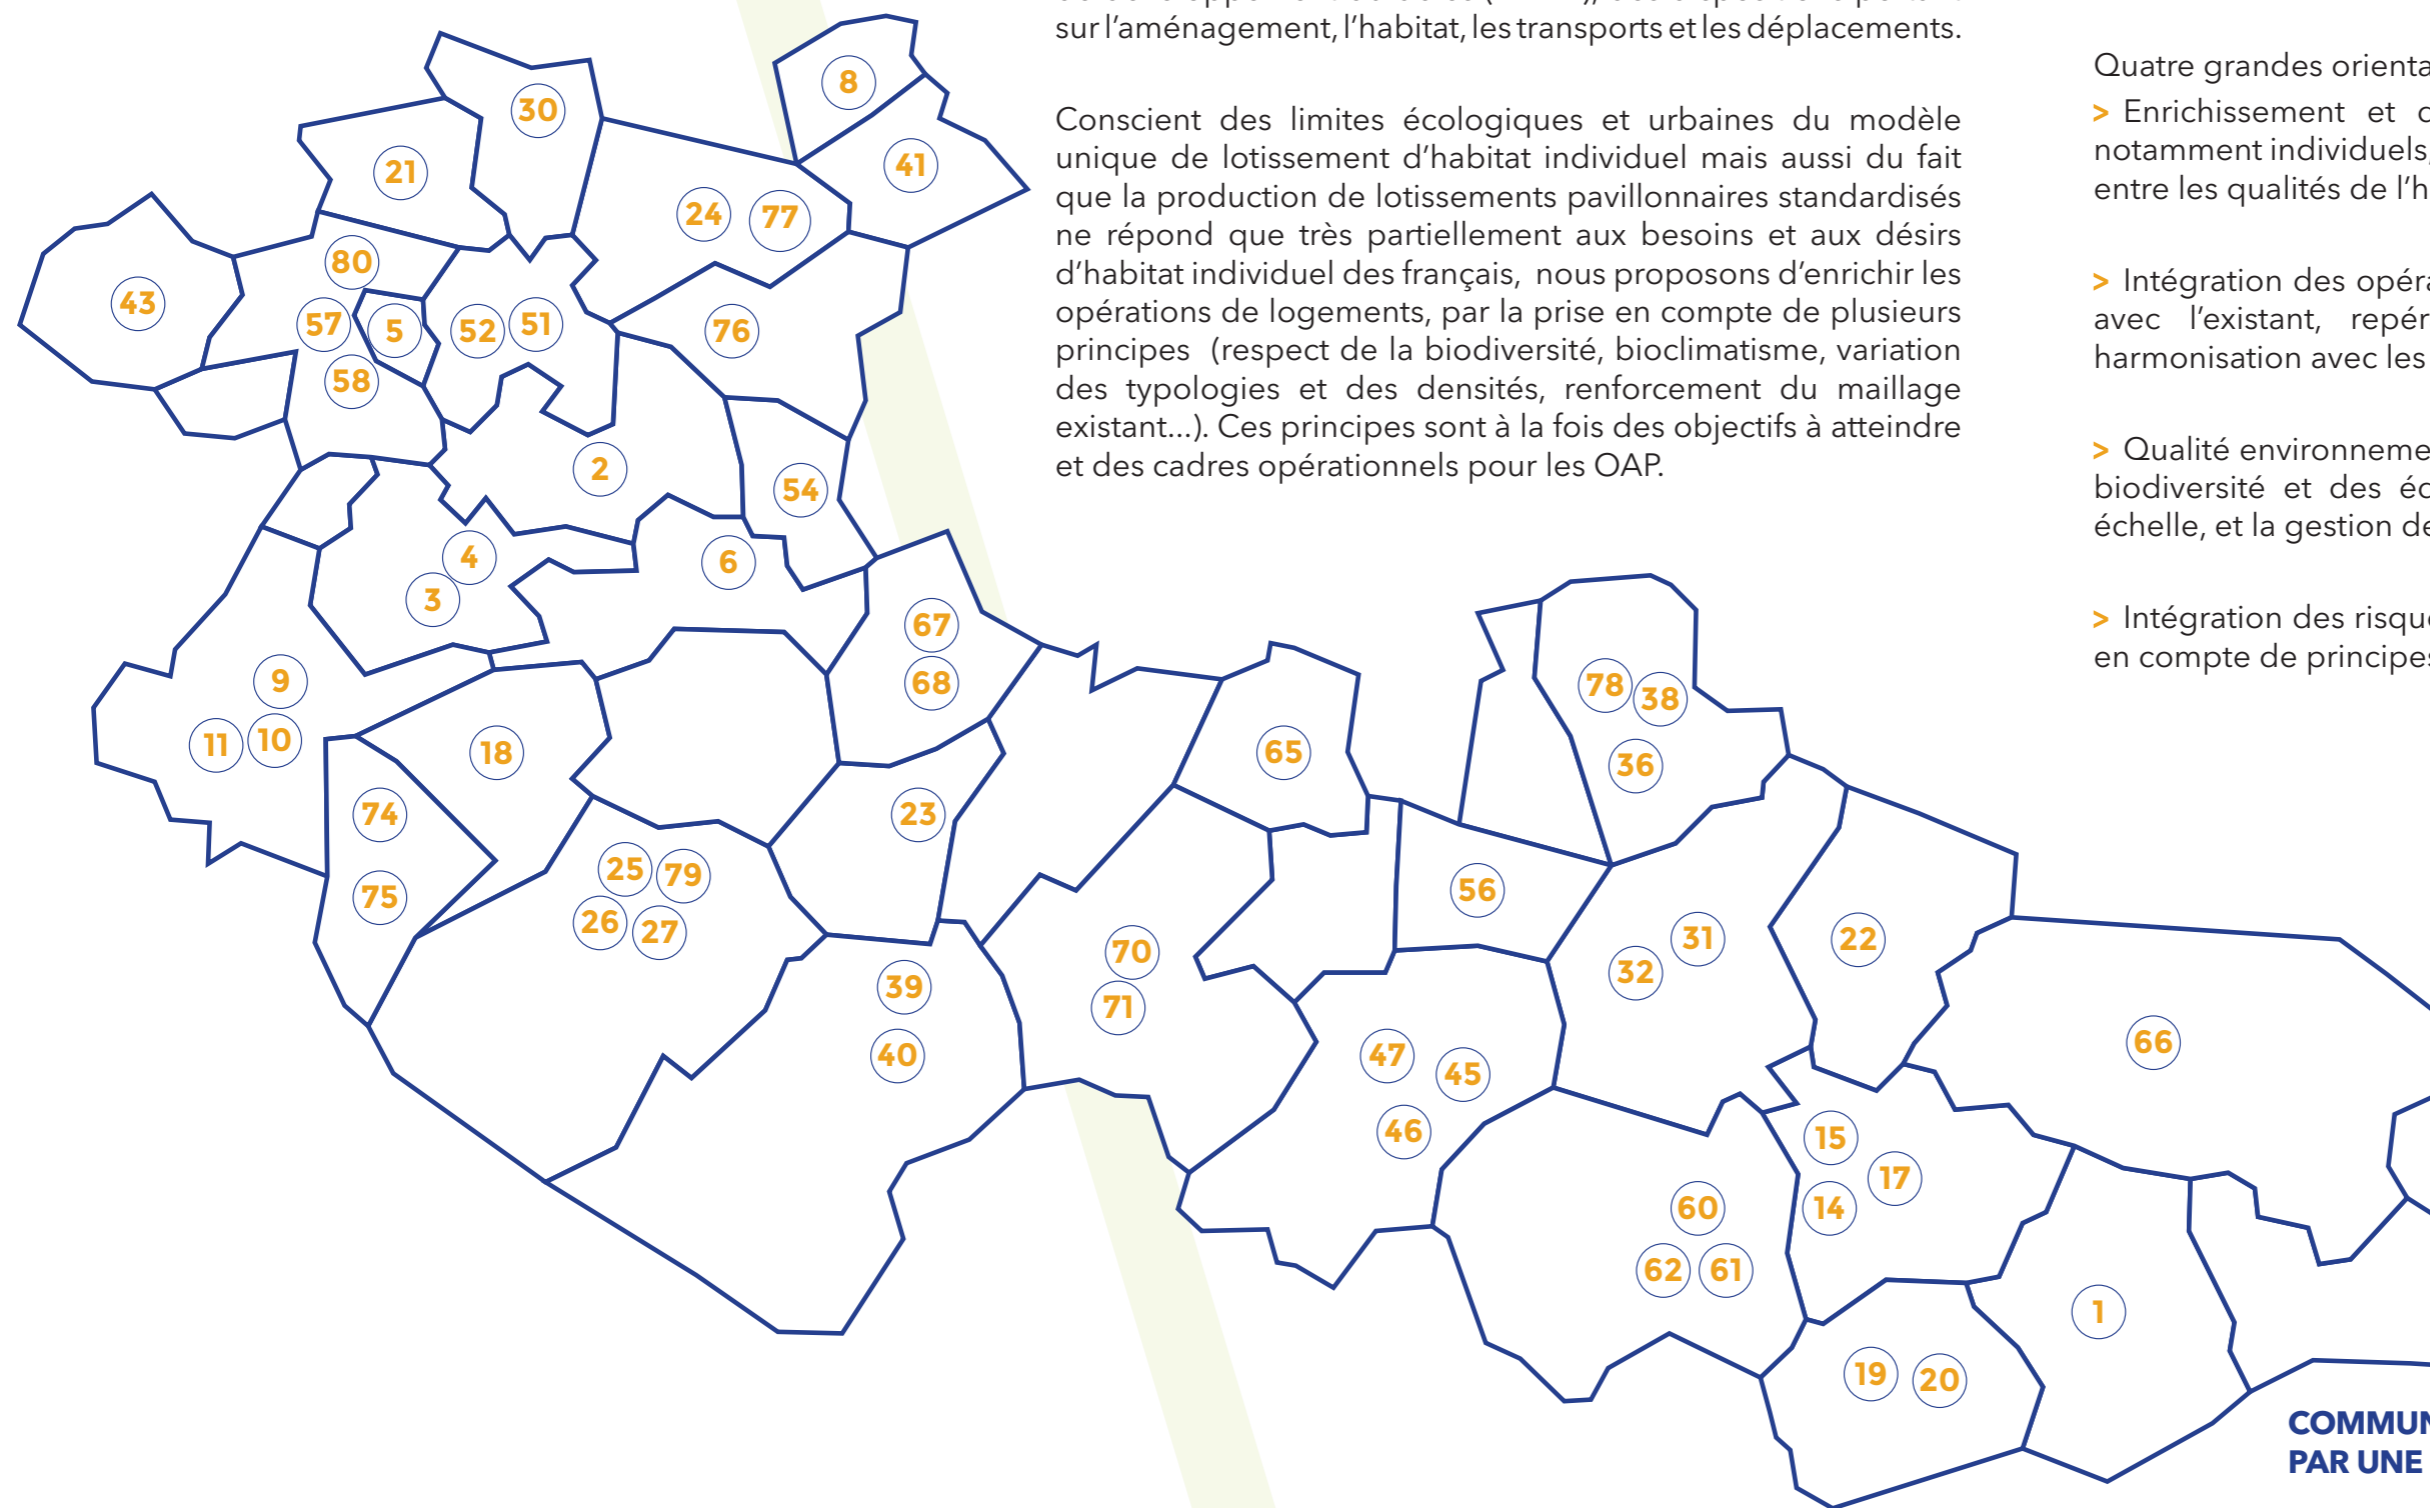 sur l'aménagement, l'habitat, les transports et les déplacements.
Conscient des limites écologiques et urbaines du modèle
unique de lotissement d'habitat individuel mais aussi du fait
que la production de lotissements pavillonnaires standardisés
ne répond que très partiellement aux besoins et aux désirs
d'habitat individuel des français, nous proposons d'enrichir les
opérations de logements, par la prise en compte de plusieurs
principes (respect de la biodiversité, bioclimatisme, variation
des typologies et des densités, renforcement du maillage
existant...). Ces principes sont à la fois des objectifs à atteindre
et des cadres opérationnels pour les OAP.
Quatre grandes
> Enrichissement et
notamment individuels,
entre les qualités de
> Intégration des
avec l'existant,
harmonisation avec les
> Qualité
biodiversité et des
échelle, et la gestion
> Intégration des
en compte de
8
30
41
21
24
77
80
43
57
5
52
51
76
58
2
54
4
6
3
67
9
68
78
38
11
10
18
65
36
74
23
25
79
56
75
26
27
31
22
70
32
39
71
66
40
47
45
46
15
17
14
60
62
61
1
19
20
PAR UNE